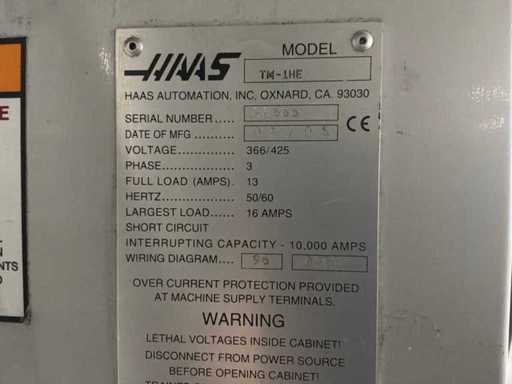 HAAS
MODEL
TM-1HE
HAAS AUTOMATION, INC, OXNARD, CA. 93030
SERIAL NUMBER.....
DATE OF MFG.....
CE
VOLTAGE............... 366/425
PHASE.................. 3
FULL LOAD (AMPS). 13
HERTZ................... 50/60
LARGEST LOAD...... 16 AMPS
SHORT CIRCUIT
INTERRUPTING CAPACITY - 10,000 AMPS
WIRING DIAGRAM.... 96
OVER CURRENT PROTECTION PROVIDED
AT MACHINE SUPPLY TERMINALS.
WARNING
LETHAL VOLTAGES INSIDE CABINET!
DISCONNECT FROM POWER SOURCE
BEFORE OPENING CABINET!